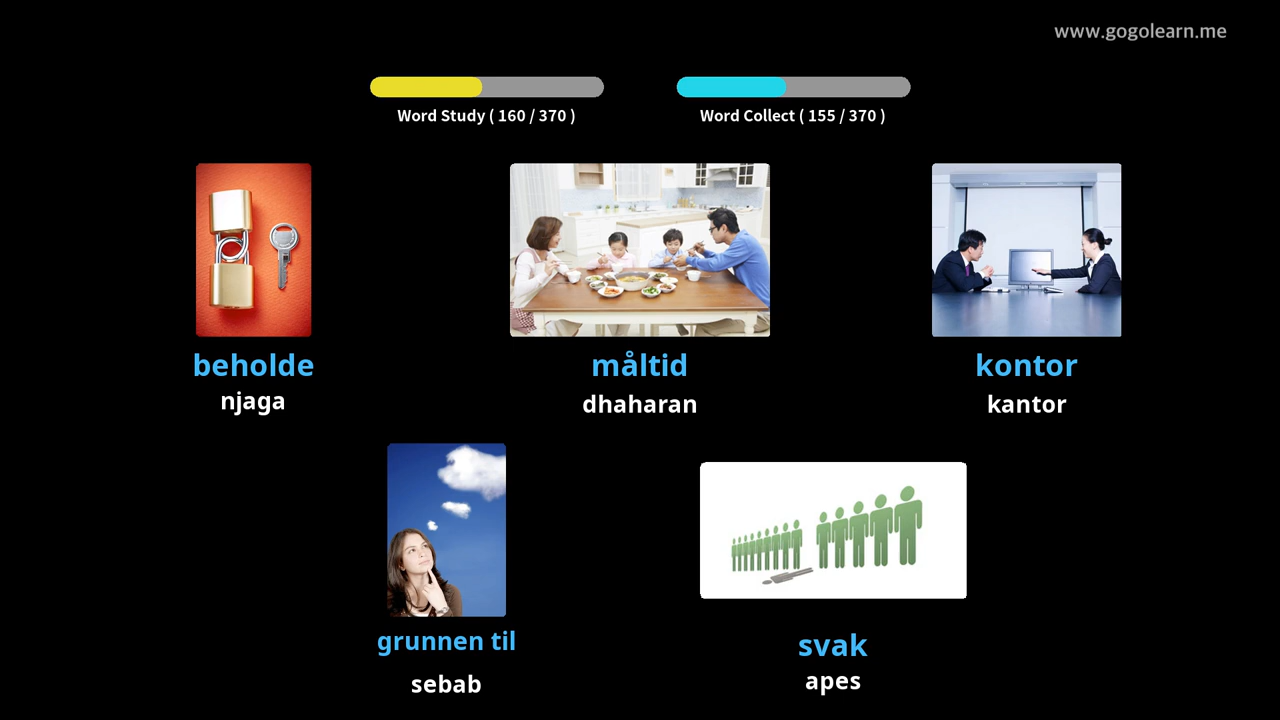 www.gogolearn.me
Word Study ( 160 / 370 )
Word Collect ( 155 / 370 )
beholde
njaga
måltid
dhaharan
kontor
kantor
grunnen til
sebab
svak
apes